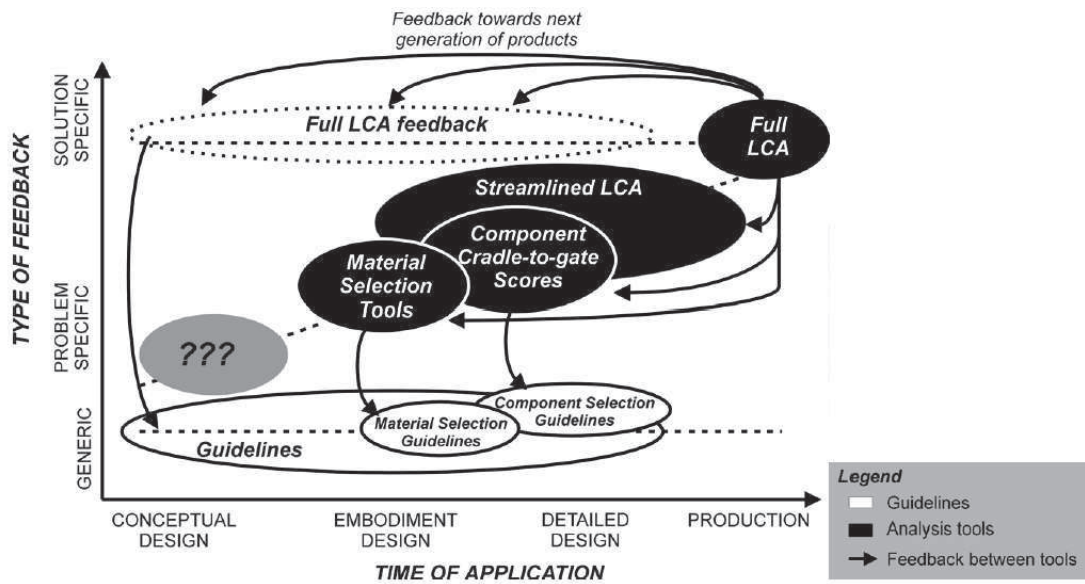 Feedback towards next
generation of products
TYPE OF FEEDBACK
SOLUTION
SPECIFIC
PROBLEM
SPECIFIC
GENERIC
Full LCA feedback
Full
LCA
Streamlined LCA
Component
Cradle-to-gate
Scores
Material
Selection
Tools
???
Component Selection
Guidelines
Material Selection
Guidelines
Guidelines
CONCEPTUAL
DESIGN
EMBODIMENT
DESIGN
DETAILED
DESIGN
PRODUCTION
TIME OF APPLICATION
Legend
Guidelines
Analysis tools
Feedback between tools